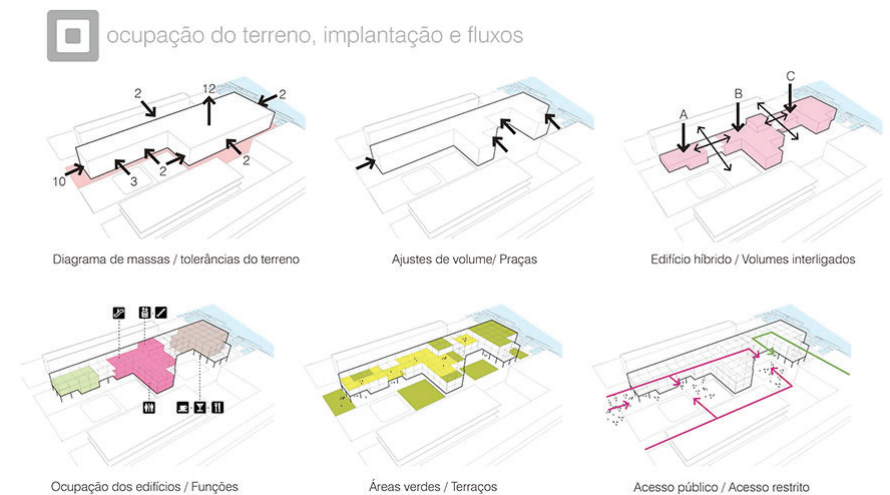 ocupação do terreno, implantação e fluxos
2
12
2
10
3
2
2
Diagrama de massas / tolerâncias do terreno
Ajustes de volume/ Praças
A
B
C
Edifício híbrido / Volumes interligados
Ocupação dos edifícios / Funções
Áreas verdes / Terraços
Acesso público / Acesso restrito